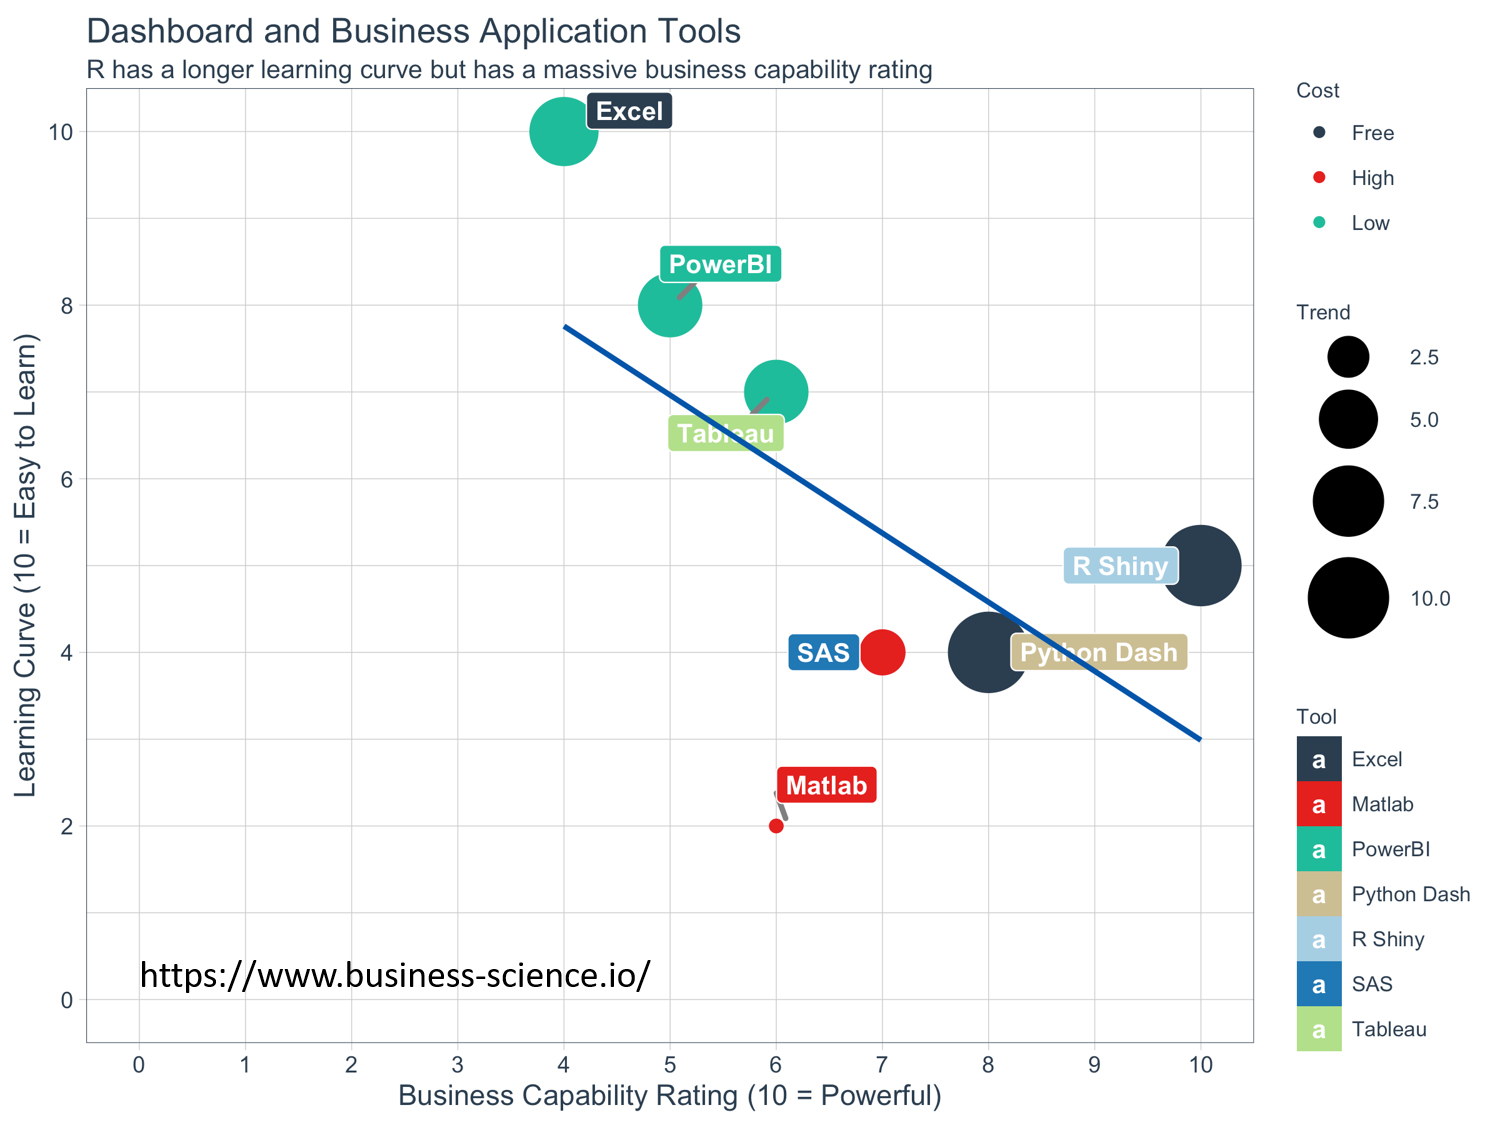 Dashboard and Business Application Tools
R has a longer learning curve but has a massive business capability rating
Learning Curve (10 = Easy to Learn)
10
8
6
4
2
0
Excel
PowerBI
Tableau
R Shiny
SAS
Python Dash
Matlab
https://www.business-science.io/
0 1 2 3 4 5 6 7 8 9 10
Business Capability Rating (10 = Powerful)
Cost
Free
High
Low
Trend
2.5
5.0
7.5
10.0
Tool
a Excel
a Matlab
a PowerBI
a Python Dash
a R Shiny
a SAS
a Tableau